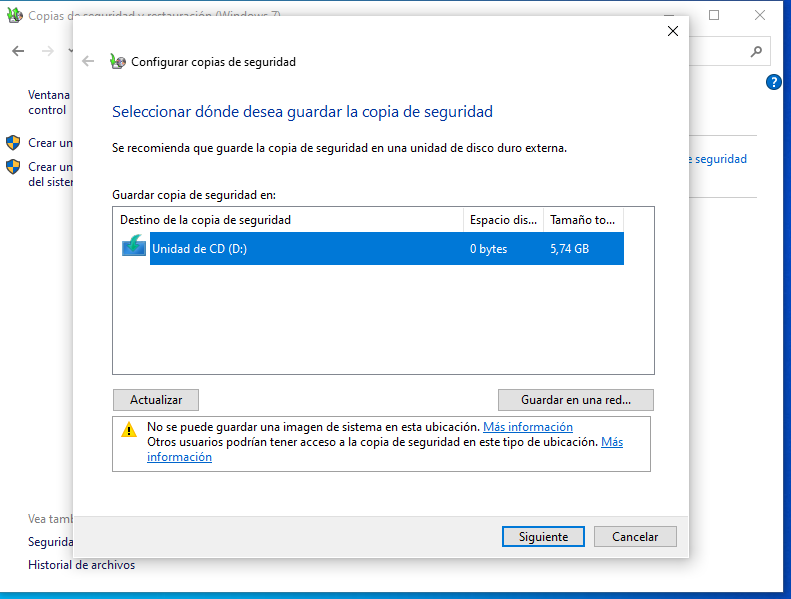 Copias de seguridad y restauración (Windows 7)
Configurar copias de seguridad
Ventana
control
Seleccionar dónde desea guardar la copia de seguridad
Crear un
Se recomienda que guarde la copia de seguridad en una unidad de disco duro externa.
e seguridad
Crear un
del sister
Guardar copia de seguridad en:
Destino de la copia de seguridad Espacio dis... Tamaño to...
Unidad de CD (D:) 0 bytes 5,74 GB
Actualizar Guardar en una red...
No se puede guardar una imagen de sistema en esta ubicación. Más información
Otros usuarios podrían tener acceso a la copia de seguridad en este tipo de ubicación. Más
información
Vea tamb
Siguiente Cancelar
Segurida
Historial de archivos